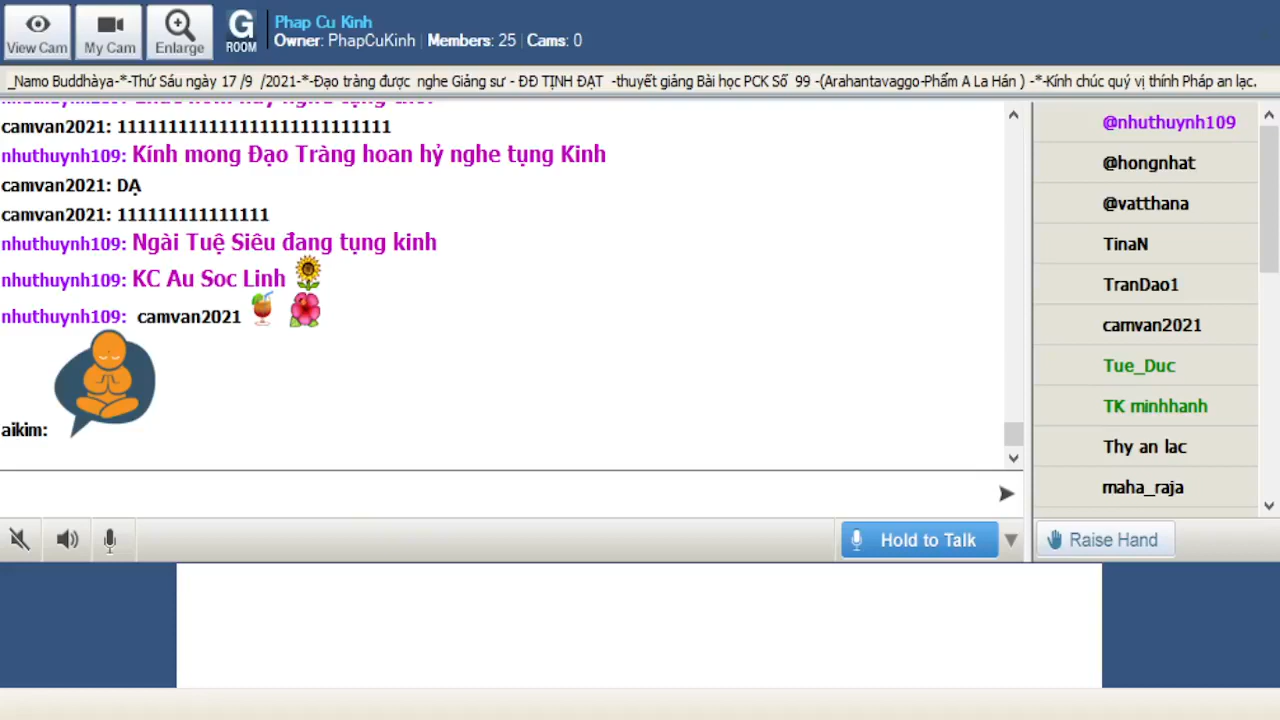 View Cam
My Cam
Enlarge
G
ROOM
Phap Cu Kinh
Owner: PhapCuKinh | Members: 25 | Cams: 0
_Namo Buddhàya-*-Thứ Sáu ngày 17 /9 /2021-*-Đạo tràng được nghe Giảng sư - ĐĐ TỊNH ĐẠT -thuyết giảng Bài học PCK Số 99 -(Arahantavaggo-Phẩm A La Hán ) -*-Kính chúc quý vị thính Pháp an lạc.
camvan2021: 111111111111111111111111111
nhuthuynh109: Kính mong Đạo Tràng hoan hỷ nghe tụng Kinh
camvan2021: DẠ
camvan2021: 111111111111111
nhuthuynh109: Ngài Tuệ Siêu đang tụng kinh
nhuthuynh109: KC Au Soc Linh
nhuthuynh109: camvan2021
aikim:
@nhuthuynh109
@hongnhat
@vatthana
TinaN
TranDao1
camvan2021
Tue_Duc
TK minhhanh
Thy an lac
maha_raja
Hold to Talk
Raise Hand